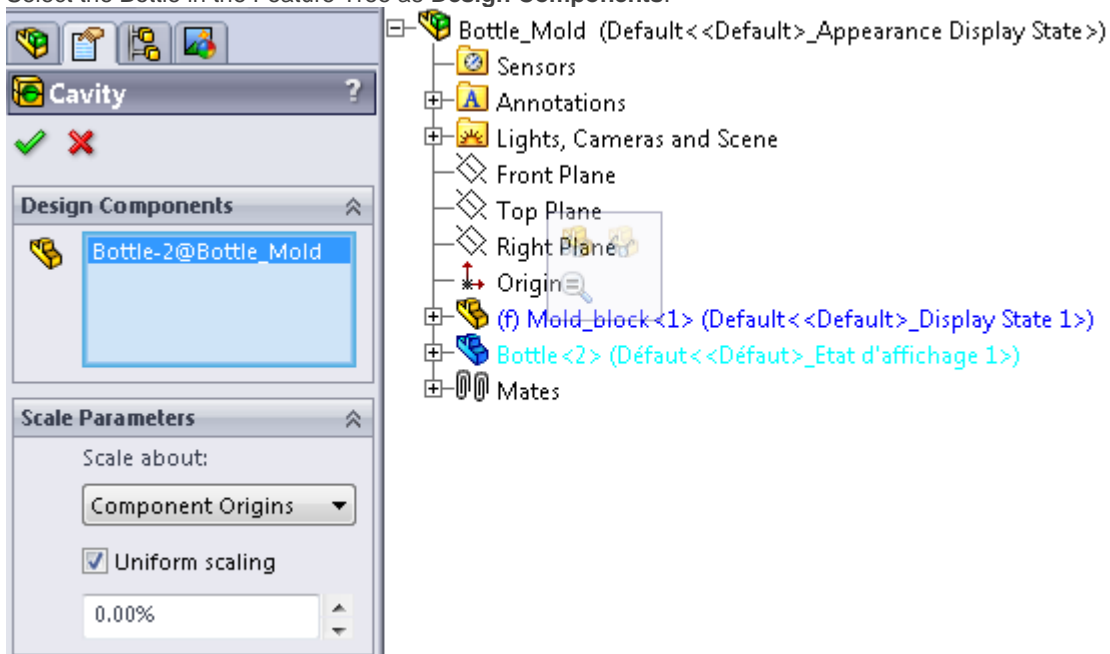 Select the Bottle in the Feature Tree as Design Components.
Cavity ?
Design Components
Bottle-2@Bottle_Mold
Scale Parameters
Scale about:
Component Origins
Uniform scaling
0.00%
Bottle_Mold (Default<<Default>_Appearance Display State>)
Sensors
A Annotations
Lights, Cameras and Scene
Front Plane
Top Plane
Right Plane
Origin
(f) Mold_block<1> (Default<<Default>_Display State 1>)
Bottle<2> (Défaut<<Défaut>_Etat d'affichage 1>)
Mates